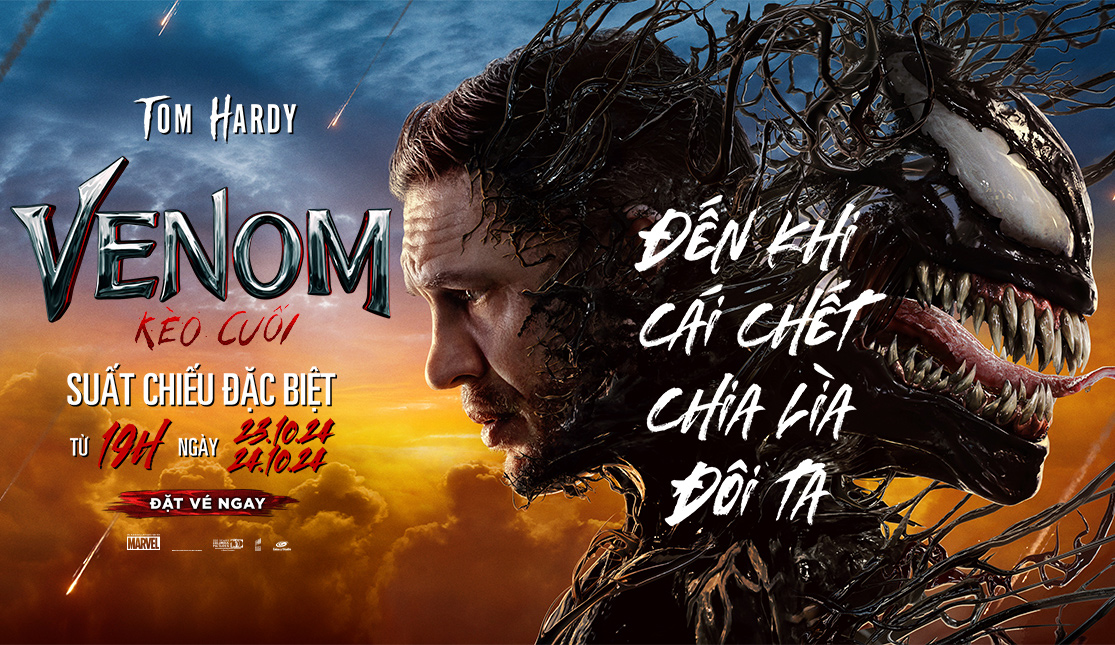 TOM HARDY
VENOM
KÈO CUỐI
SUẤT CHIẾU ĐẶC BIỆT
TỪ 19H NGÀY 23.10.24
24.10.24
ĐẶT VÉ NGAY
MARVEL
ĐẾN KHI
CÁI CHẾT
CHIA LÌA
ĐÔI TA